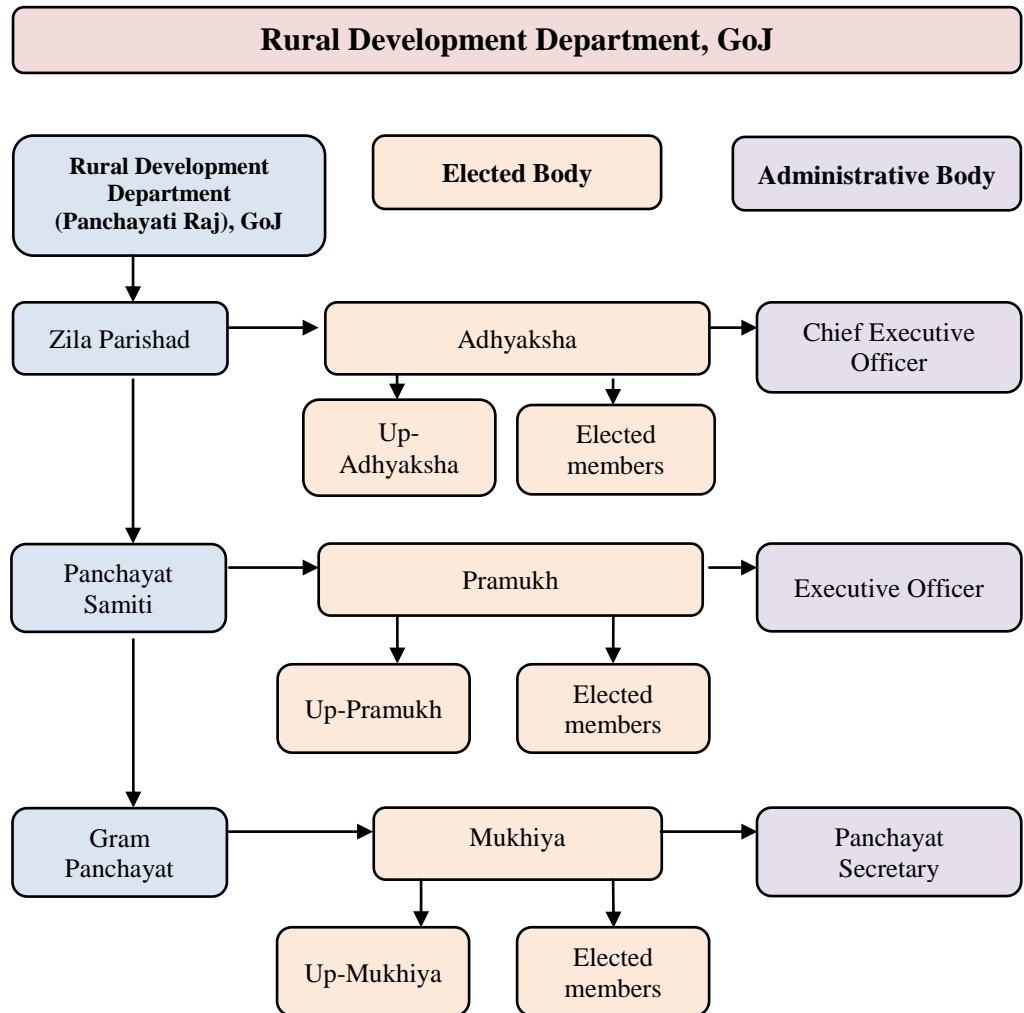 Rural Development Department, GoJ
Rural Development
Department
(Panchayati Raj), GoJ
Elected Body
Administrative Body
Zila Parishad
Adhyaksha
Chief Executive
Officer
Up-
Adhyaksha
Elected
members
Panchayat
Samiti
Pramukh
Executive Officer
Up-Pramukh
Elected
members
Gram
Panchayat
Mukhiya
Panchayat
Secretary
Up-Mukhiya
Elected
members